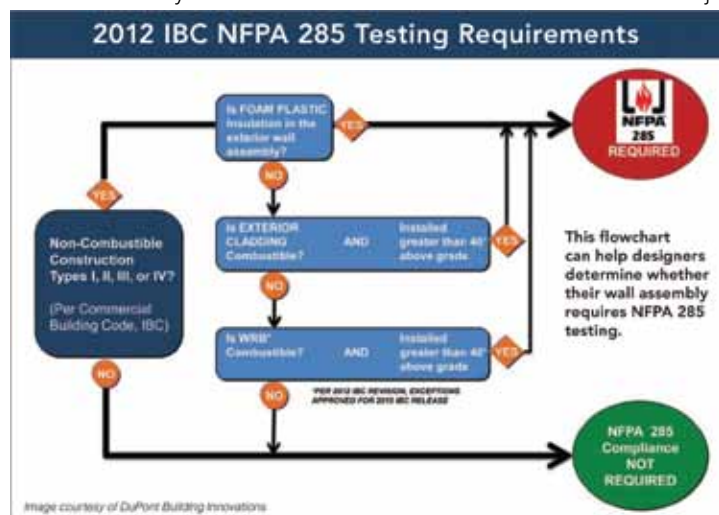 2012 IBC NFPA 285 Testing Requirements
Is FOAM PLASTIC
Insulation in the
exterior wall
assembly?
YES
NFPA
285
REQUIRED
NO
YES
Non-Combustible
Construction
Types I, II, III, or IV?
(Per Commercial
Building Code, IBC)
Is EXTERIOR
CLADDING
Combustible?
AND
Installed
greater than 40'
above grade
YES
This flowchart
can help designers
determine whether
their wall assembly
requires NFPA 285
testing.
NO
Is WRB*
Combustible?
AND
Installed
greater than 40'
above grade
YES
NO
NO
*PER 2012 IBC REVISION, EXCEPTIONS
APPROVED FOR 2015 IBC RELEASE
NFPA 285
Compliance
NOT
REQUIRED
Image courtesy of DuPont Building Innovations